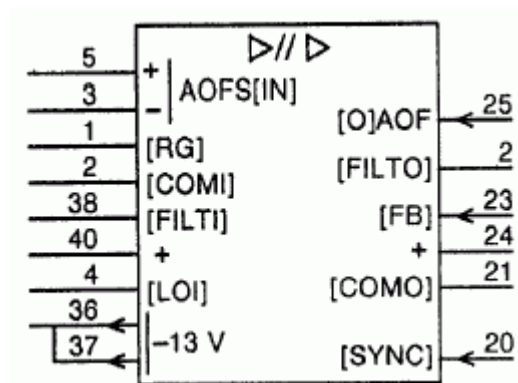 ▷// ▷
5
+
AOFS[IN]
3
−
1
[RG]
2
[COMI]
38
[FILTI]
40
+
4
[LOI]
36
37
−13 V
[O]AOF
25
[FILTO]
2
[FB]
23
+
24
[COMO]
21
[SYNC]
20